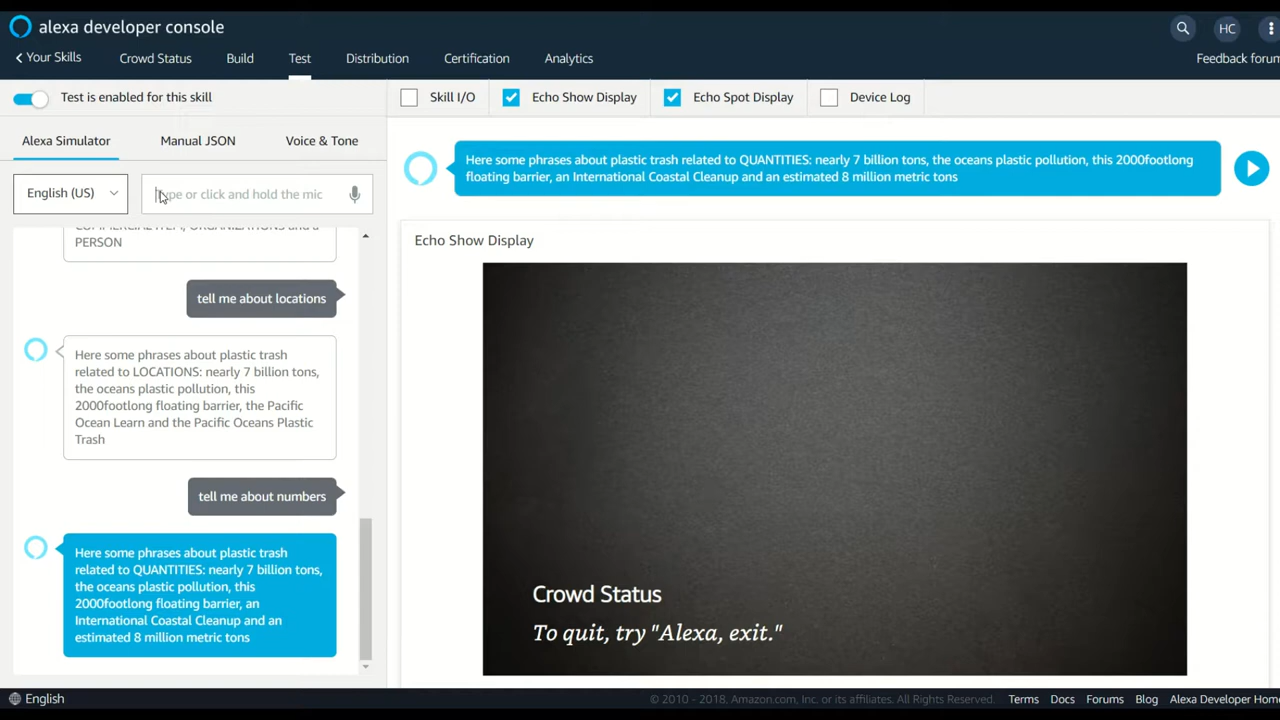 alexa developer console
HC
Your Skills
Crowd Status
Build
Test
Distribution
Certification
Analytics
Feedback forum
Test is enabled for this skill
Skill I/O
Echo Show Display
Echo Spot Display
Device Log
Alexa Simulator
Manual JSON
Voice & Tone
English (US)
or click and hold the mic
PERSON
tell me about locations
Here some phrases about plastic trash
related to LOCATIONS: nearly 7 billion tons,
the oceans plastic pollution, this
2000footlong floating barrier, the Pacific
Ocean Learn and the Pacific Oceans Plastic
Trash
tell me about numbers
Here some phrases about plastic trash
related to QUANTITIES: nearly 7 billion tons,
the oceans plastic pollution, this
2000footlong floating barrier, an
International Coastal Cleanup and an
estimated 8 million metric tons
Here some phrases about plastic trash related to QUANTITIES: nearly 7 billion tons, the oceans plastic pollution, this 2000footlong
floating barrier, an International Coastal Cleanup and an estimated 8 million metric tons
Echo Show Display
Crowd Status
To quit, try "Alexa, exit."
English
© 2010 - 2018, Amazon.com, Inc. or its affiliates. All Rights Reserved.
Terms
Docs
Forums
Blog
Alexa Developer Hom